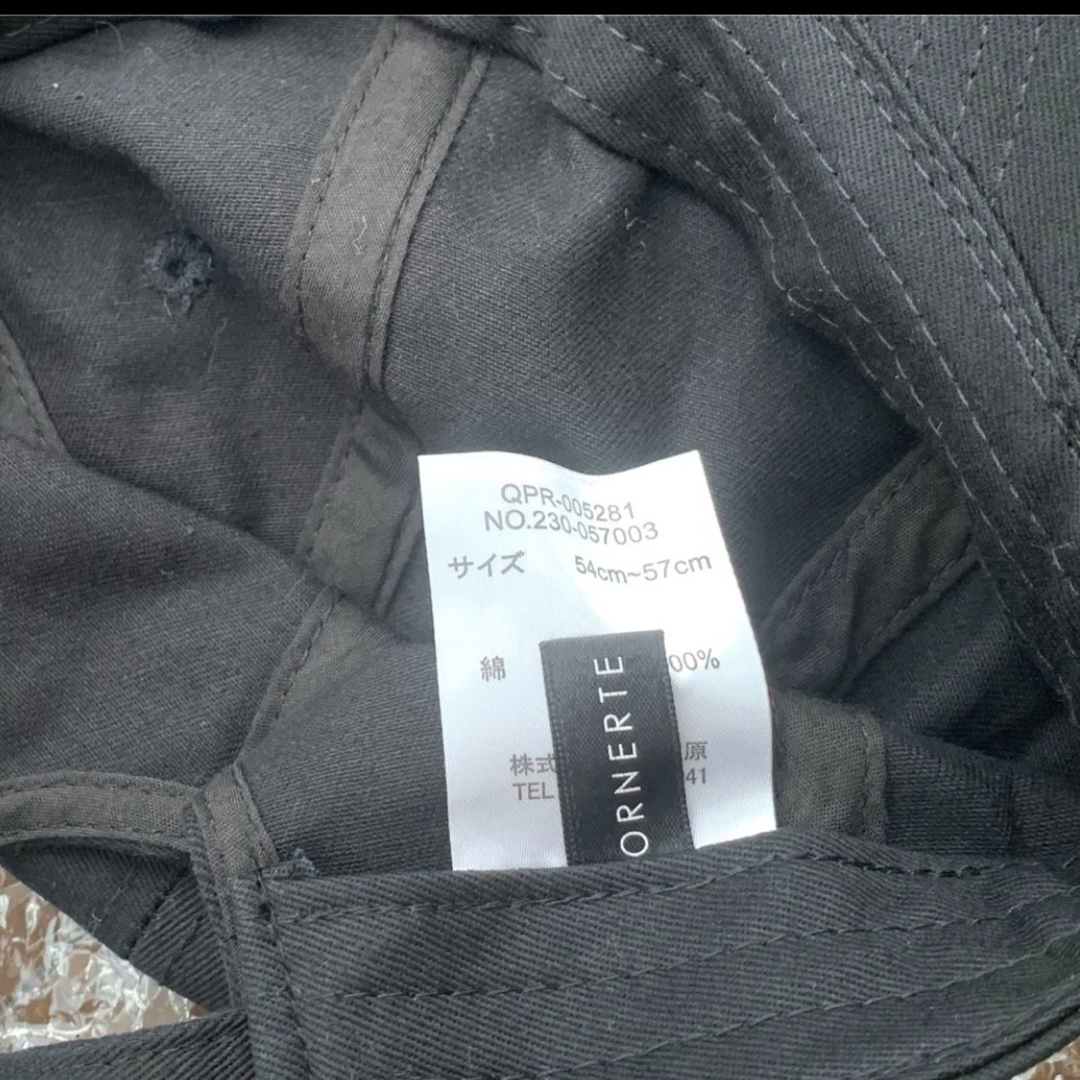 QPR-005281
NO.230-057003
サイズ 54cm~57cm
綿 00%
株式 原
TEL 41
ORNERTE